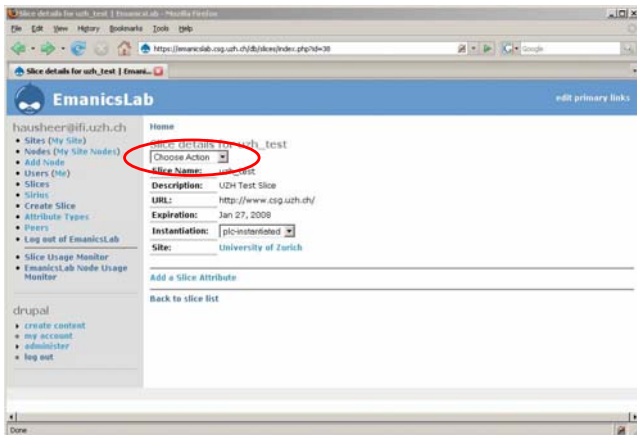 Slice details for uzh_test | EmanicsLab - Mozilla Firefox
File Edit View History Bookmarks Tools Help
https://emanicslab.csg.uzh.ch/db/slices/index.php?id=38
Google
Slice details for uzh_test | Emani...
EmanicsLab
edit primary links
hausheer@ifi.uzh.ch
Sites (My Site)
Nodes (My Site Nodes)
Add Node
Users (Me)
Slices
Sirius
Create Slice
Attribute Types
Peers
Log out of EmanicsLab
Slice Usage Monitor
EmanicsLab Node Usage
Monitor
drupal
create content
my account
administer
log out
Home
Slice details for uzh_test
Choose Action
Slice Name: uzh_test
Description: UZH Test Slice
URL: http://www.csg.uzh.ch/
Expiration: Jan 27, 2008
Instantiation: plc-instantiated
Site: University of Zurich
Add a Slice Attribute
Back to slice list
Done